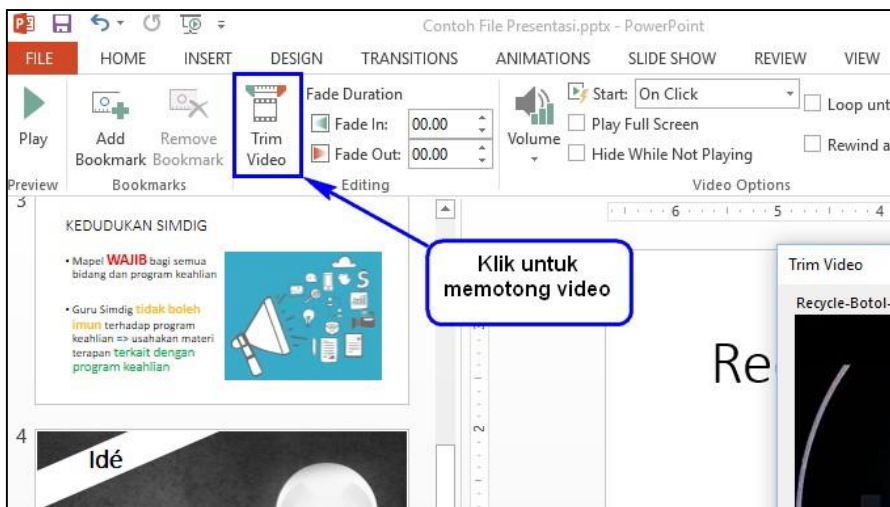 Contoh File Presentasi.pptx - PowerPoint
FILE HOME INSERT DESIGN TRANSITIONS ANIMATIONS SLIDE SHOW REVIEW VIEW
Play
Add Bookmark
Remove Bookmark
Trim Video
Fade Duration
Fade In: 00.00
Fade Out: 00.00
Volume
Start: On Click
Play Full Screen
Hide While Not Playing
Loop
Rewind
Preview Bookmarks Editing Video Options
3
KEDUDUKAN SIMDIG
• Mapel WAJIB bagi semua
bidang dan program keahlian
• Guru Simdig tidak boleh
imun terhadap program
keahlian => usahakan materi
terapan terkait dengan
program keahlian
4
Idé
Klik untuk
memotong video
6 5 4
2
Trim Video
Recycle-Botol-
Re